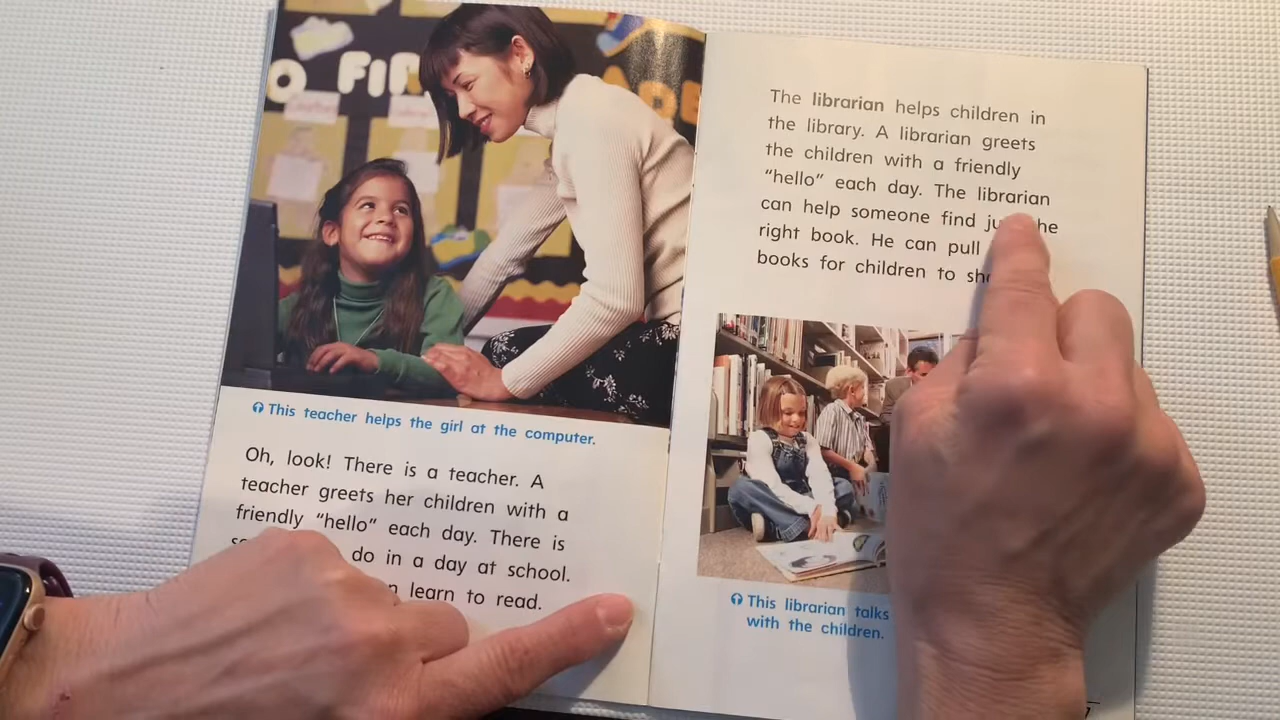 FIR
This teacher helps the girl at the computer.
Oh, look! There is a teacher. A
teacher greets her children with a
friendly “hello” each day. There is
do in a day at school.
learn to read.
The librarian helps children in
the library. A librarian greets
the children with a friendly
“hello” each day. The librarian
can help someone find he
right book. He can pull
books for children to
This librarian talks
with the children.